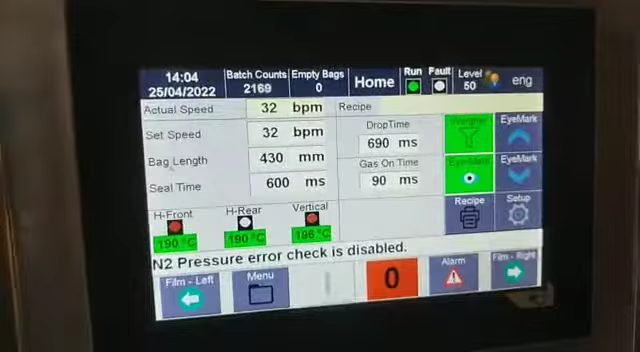 14:04
25/04/2022
Batch Counts
2169
Empty Bags
0
Home
Run
Fault
Level
50
eng
Actual Speed 32 bpm
Recipe
Set Speed 32 bpm
DropTime
690 ms
Bag Length 430 mm
Gas On Time
90 ms
Seal Time 600 ms
Weigher
EyeMark
EyeMark
EyeMark
Recipe
Setup
H-Front
190 °C
H-Rear
190 °C
Vertical
196 °C
N2 Pressure error check is disabled.
Film - Left
Menu
I
0
Alarm
Film - Right